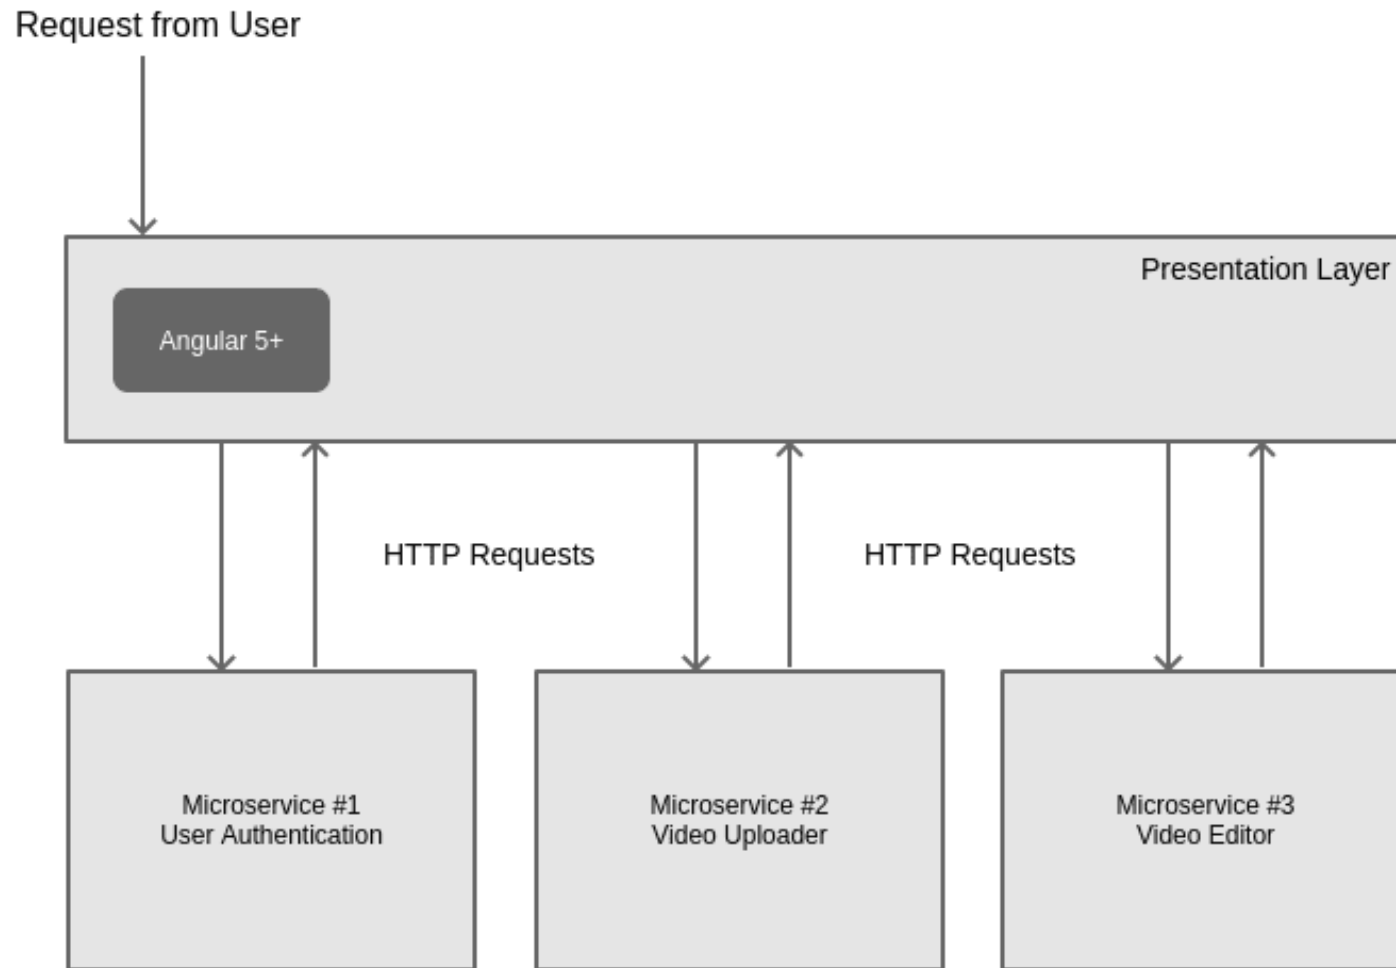 Request from User
Presentation Layer
Angular 5+
HTTP Requests
HTTP Requests
Microservice #1
User Authentication
Microservice #2
Video Uploader
Microservice #3
Video Editor